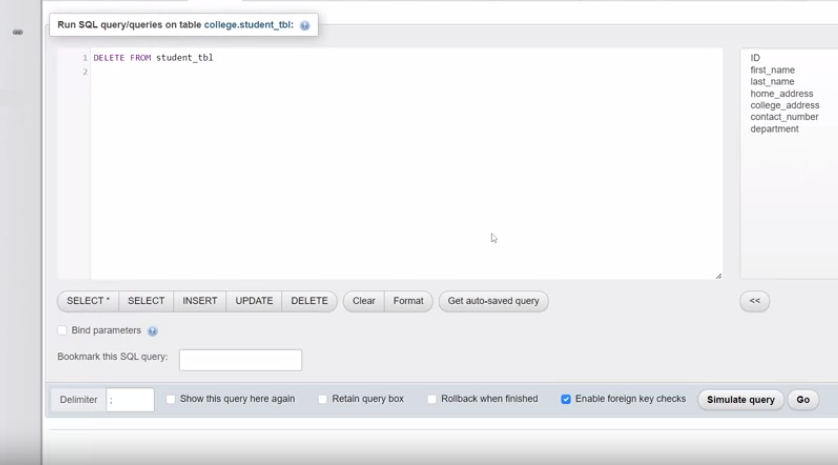 Run SQL query/queries on table college.student_tbl:
1 DELETE FROM student_tbl
2
ID
first_name
last_name
home_address
college_address
contact_number
department
SELECT * SELECT INSERT UPDATE DELETE Clear Format Get auto-saved query <<
Bind parameters
Bookmark this SQL query:
Delimiter ; Show this query here again Retain query box Rollback when finished Enable foreign key checks Simulate query Go